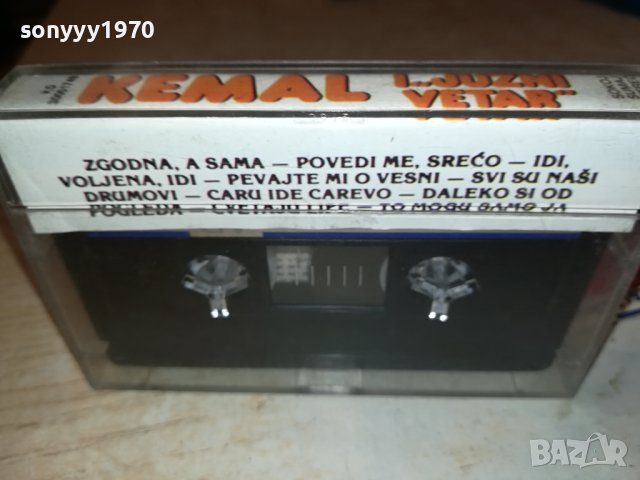 sonyyy1970
KEMAL
I „JUŽNI
VETAR”
ZGODNA, A SAMA — POVEDI ME, SREĆO — IDI,
VOLJENA, IDI — PEVAJTE MI O VESNI — SVI SU NAŠI
DRUMOVI — CARU IDE CAREVO — DALEKO SI OD
POGLEDA — CVETAJU LIPE — TO MOGU SAMO JA
BAZAR